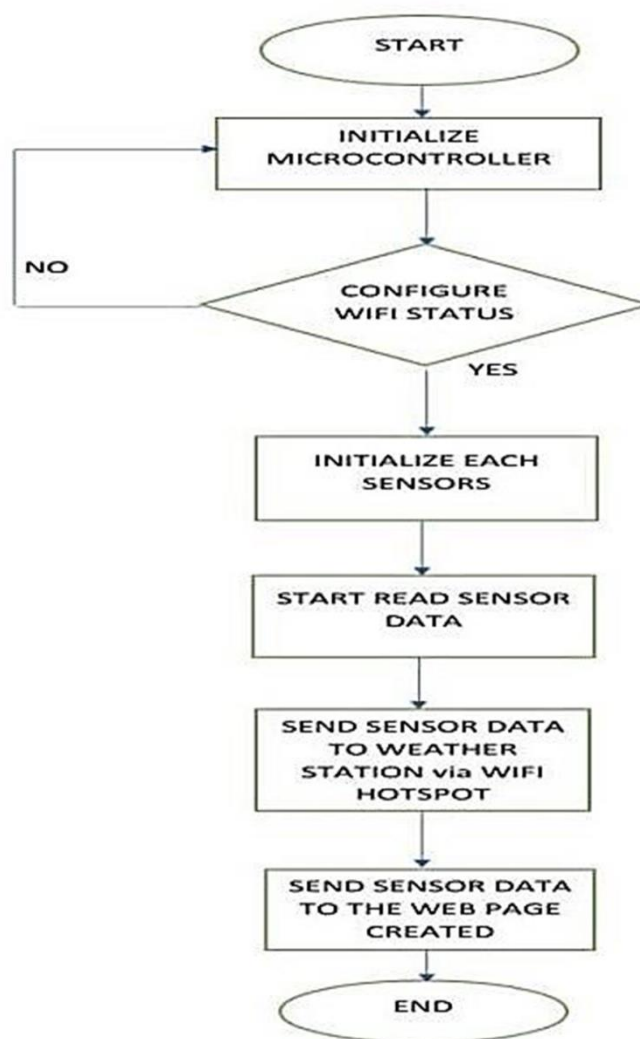 START
INITIALIZE
MICROCONTROLLER
NO
CONFIGURE
WIFI STATUS
YES
INITIALIZE EACH
SENSORS
START READ SENSOR
DATA
SEND SENSOR DATA
TO WEATHER
STATION via WIFI
HOTSPOT
SEND SENSOR DATA
TO THE WEB PAGE
CREATED
END